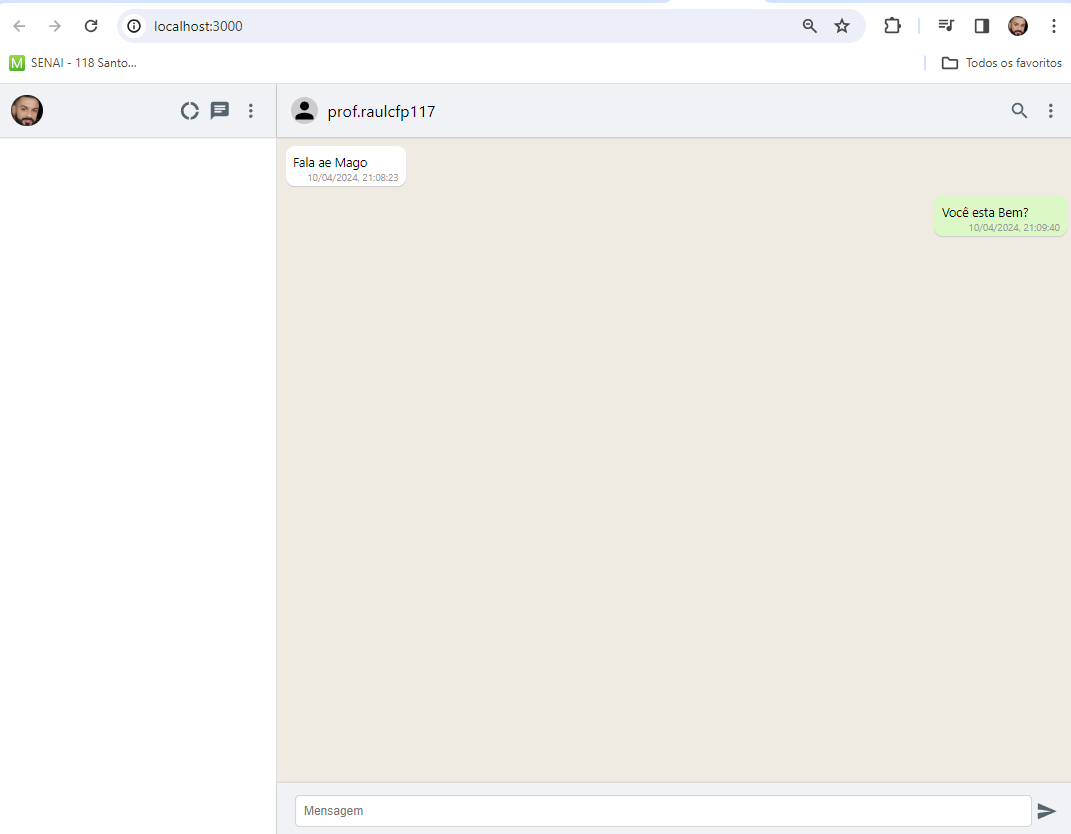 localhost:3000
M SENAI - 118 Santo...
Todos os favoritos
prof.raulcfp117
Fala ae Mago
10/04/2024, 21:08:23
Você esta Bem?
10/04/2024, 21:09:40
Mensagem